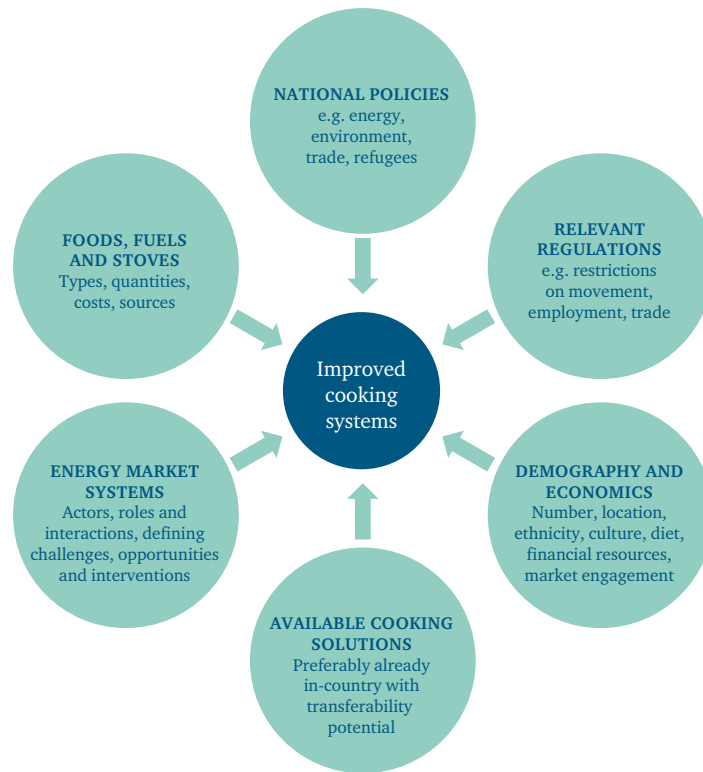 NATIONAL POLICIES
e.g. energy,
environment,
trade, refugees
RELEVANT
REGULATIONS
e.g. restrictions
on movement,
employment, trade
DEMOGRAPHY AND
ECONOMICS
Number, location,
ethnicity, culture, diet,
financial resources,
market engagement
AVAILABLE COOKING
SOLUTIONS
Preferably already
in-country with
transferability
potential
ENERGY MARKET
SYSTEMS
Actors, roles and
interactions, defining
challenges, opportunities
and interventions
FOODS, FUELS
AND STOVES
Types, quantities,
costs, sources
Improved
cooking
systems